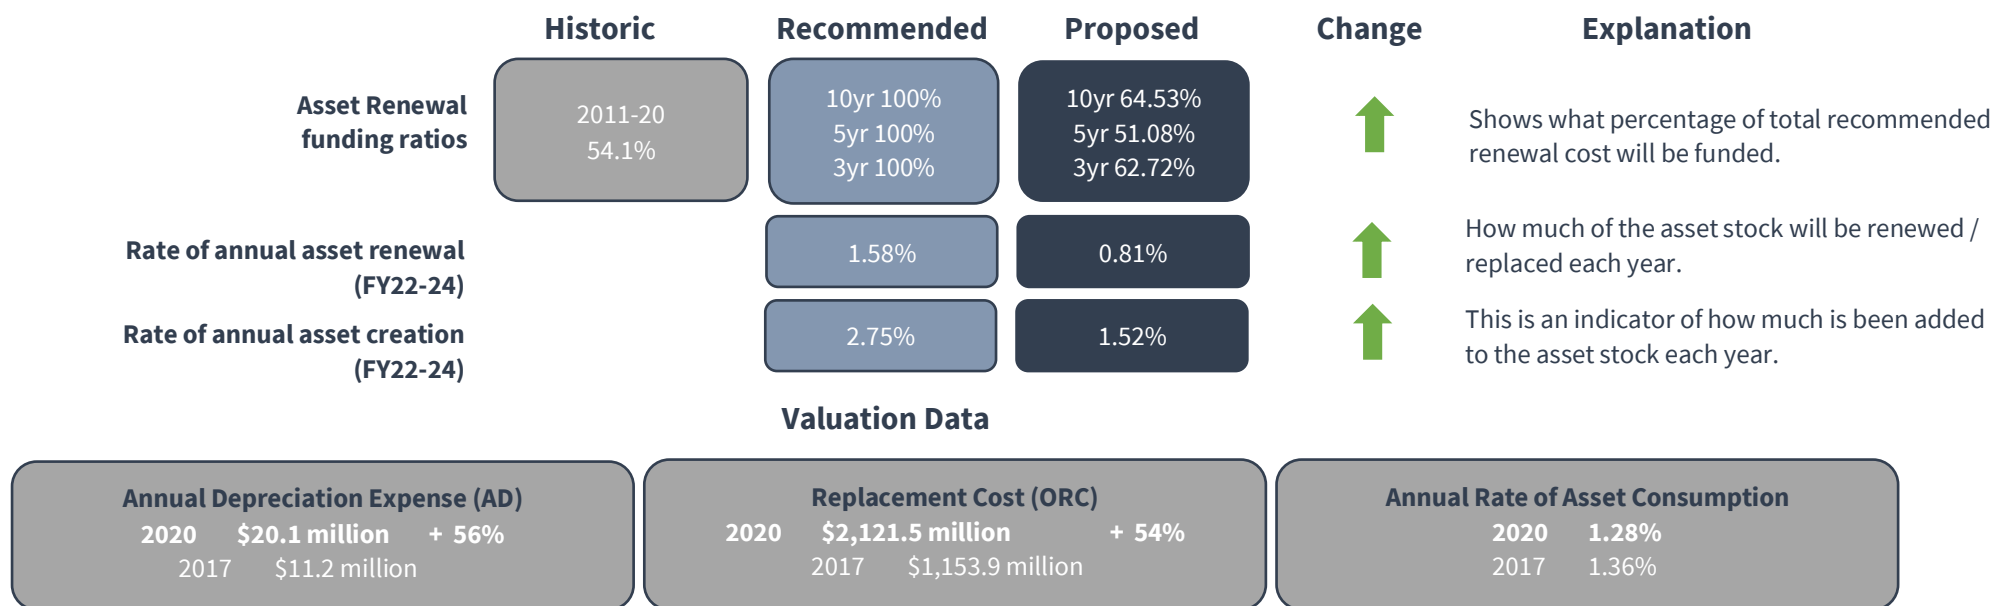 Historic Recommended Proposed Change Explanation
Asset Renewal
funding ratios
2011-20
54.1%
10yr 100%
5yr 100%
3yr 100%
10yr 64.53%
5yr 51.08%
3yr 62.72%
Shows what percentage of total recommended
renewal cost will be funded.
Rate of annual asset renewal
(FY22-24)
1.58%
0.81%
How much of the asset stock will be renewed /
replaced each year.
Rate of annual asset creation
(FY22-24)
2.75%
1.52%
This is an indicator of how much is been added
to the asset stock each year.
Valuation Data
Annual Depreciation Expense (AD)
2020 $20.1 million + 56%
2017 $11.2 million
Replacement Cost (ORC)
2020 $2,121.5 million + 54%
2017 $1,153.9 million
Annual Rate of Asset Consumption
2020 1.28%
2017 1.36%